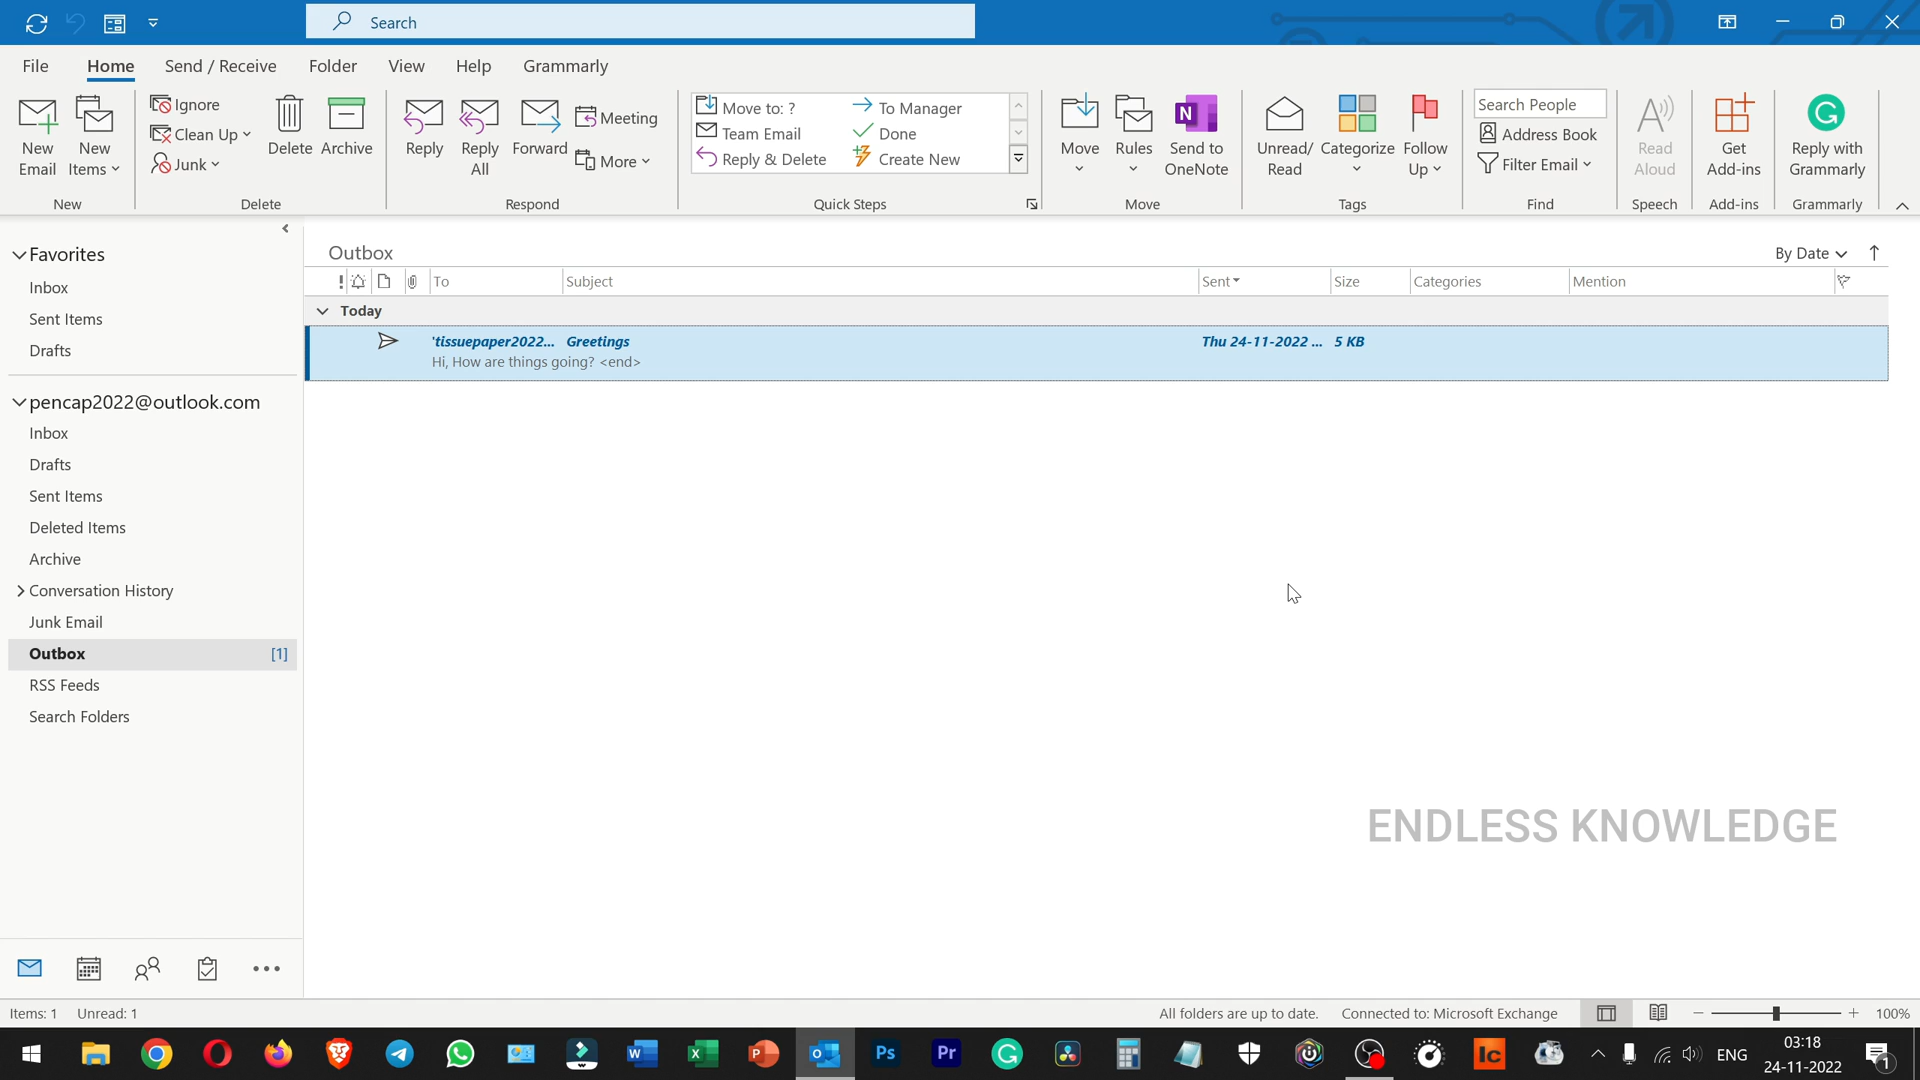 Search
File Home Send / Receive Folder View Help Grammarly
New Email
New Items
New
Ignore
Clean Up
Junk
Delete
Archive
Delete
Reply
Reply All
Forward
Meeting
More
Respond
Move to: ?
Team Email
Reply & Delete
To Manager
Done
Create New
Quick Steps
Move
Rules
Send to OneNote
Move
Unread/ Read
Categorize
Follow Up
Tags
Search People
Address Book
Filter Email
Find
Read Aloud
Speech
Get Add-ins
Add-ins
Reply with Grammarly
Grammarly
Favorites
Inbox
Sent Items
Drafts
pencap2022@outlook.com
Inbox
Drafts
Sent Items
Deleted Items
Archive
Conversation History
Junk Email
Outbox [1]
RSS Feeds
Search Folders
Outbox By Date
! To Subject Sent Size Categories Mention
Today
'tissuepaper2022... Greetings Thu 24-11-2022 ... 5 KB
Hi, How are things going? <end>
ENDLESS KNOWLEDGE
Items: 1 Unread: 1 All folders are up to date. Connected to: Microsoft Exchange 100%
ENG
03:18
24-11-2022
1